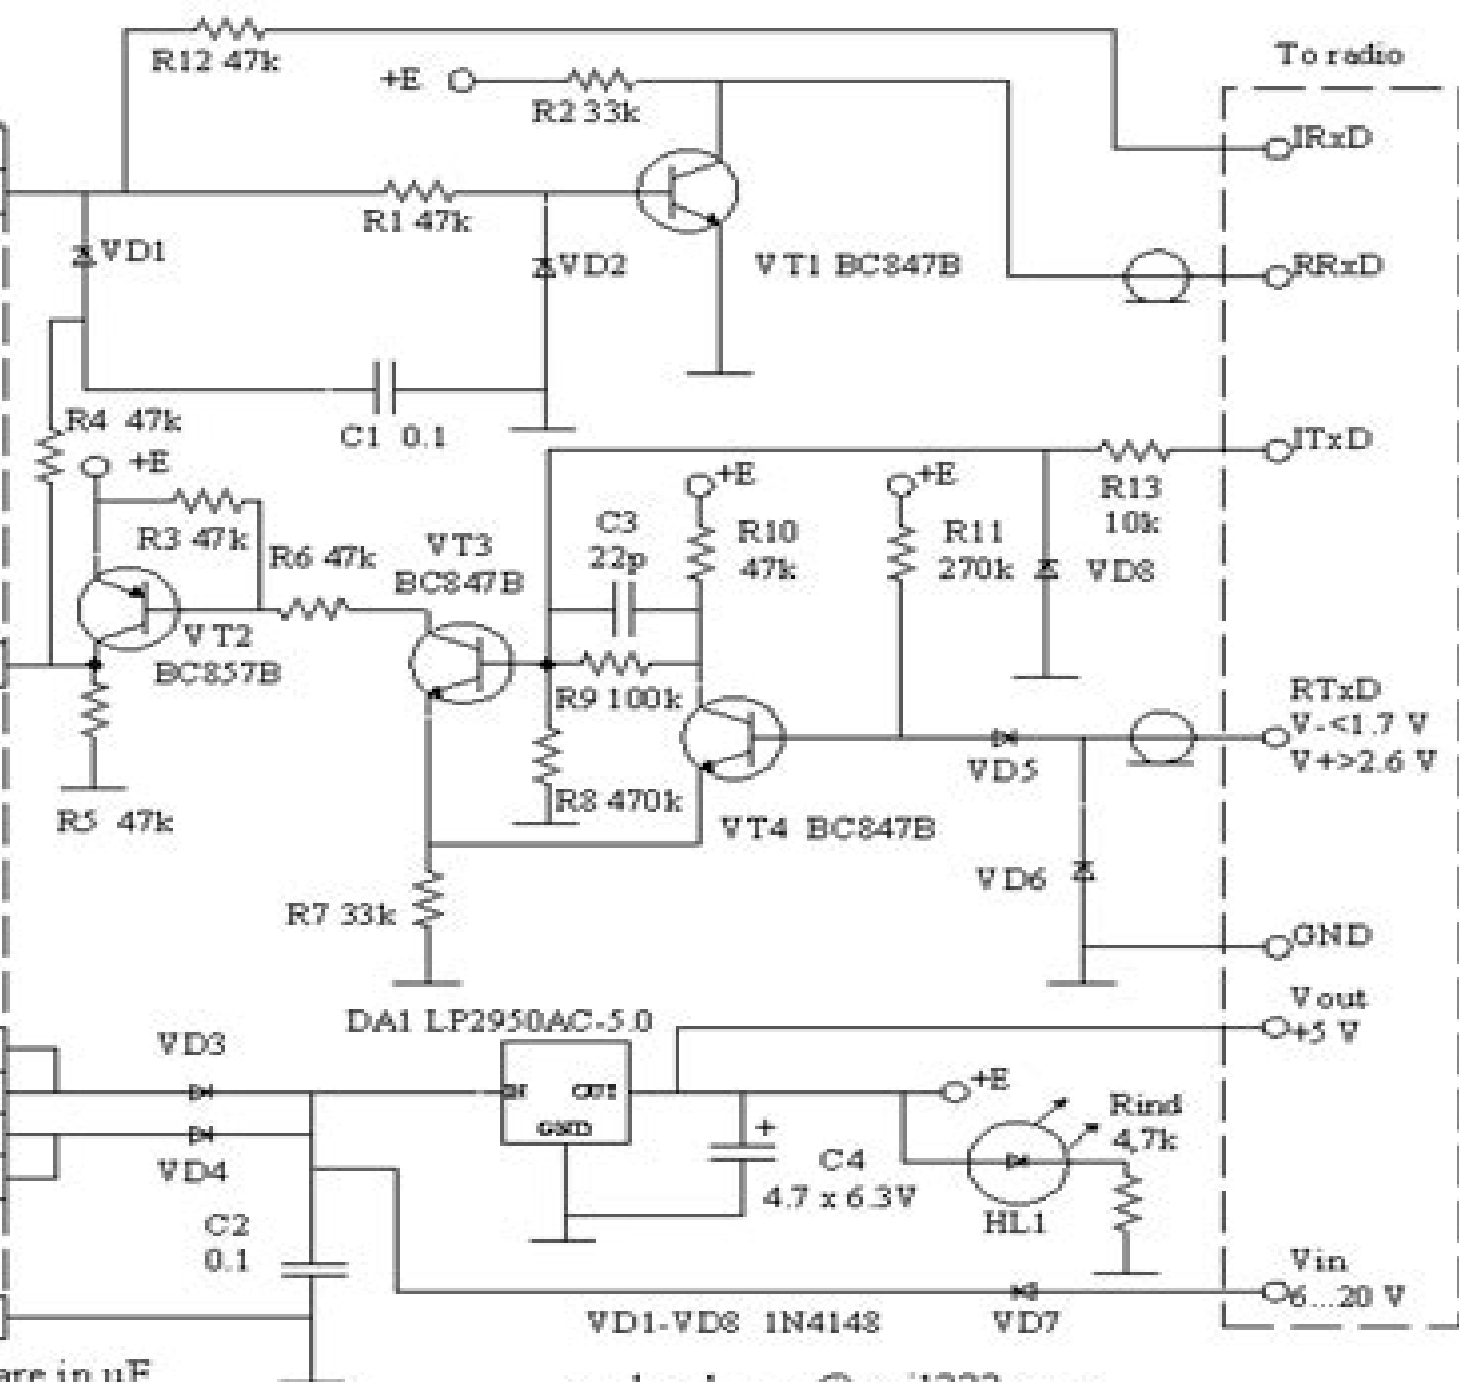 R12 47k
+E
R2 33k
To radio
IRxD
R1 47k
VD1
VD2
VT1 BC847B
RRxD
R4 47k
+E
C1 0.1
ITxD
R13
10k
+E
+E
C3
22p
R10
47k
R11
270k
VD8
R3 47k
R6 47k
VT3
BC847B
VT2
BC857B
R9 100k
RTxD
V-<1.7 V
V+>2.6 V
VD5
R5 47k
R8 470k
VT4 BC847B
VD6
R7 33k
GND
Vout
+5 V
DA1 LP2950AC-5.0
VD3
IN
OUT
GND
+E
Rind
4.7k
VD4
+
C4
4.7 x 6.3V
HL1
C2
0.1
Vin
6...20 V
VD1-VD8 1N4148
VD7
are in uF